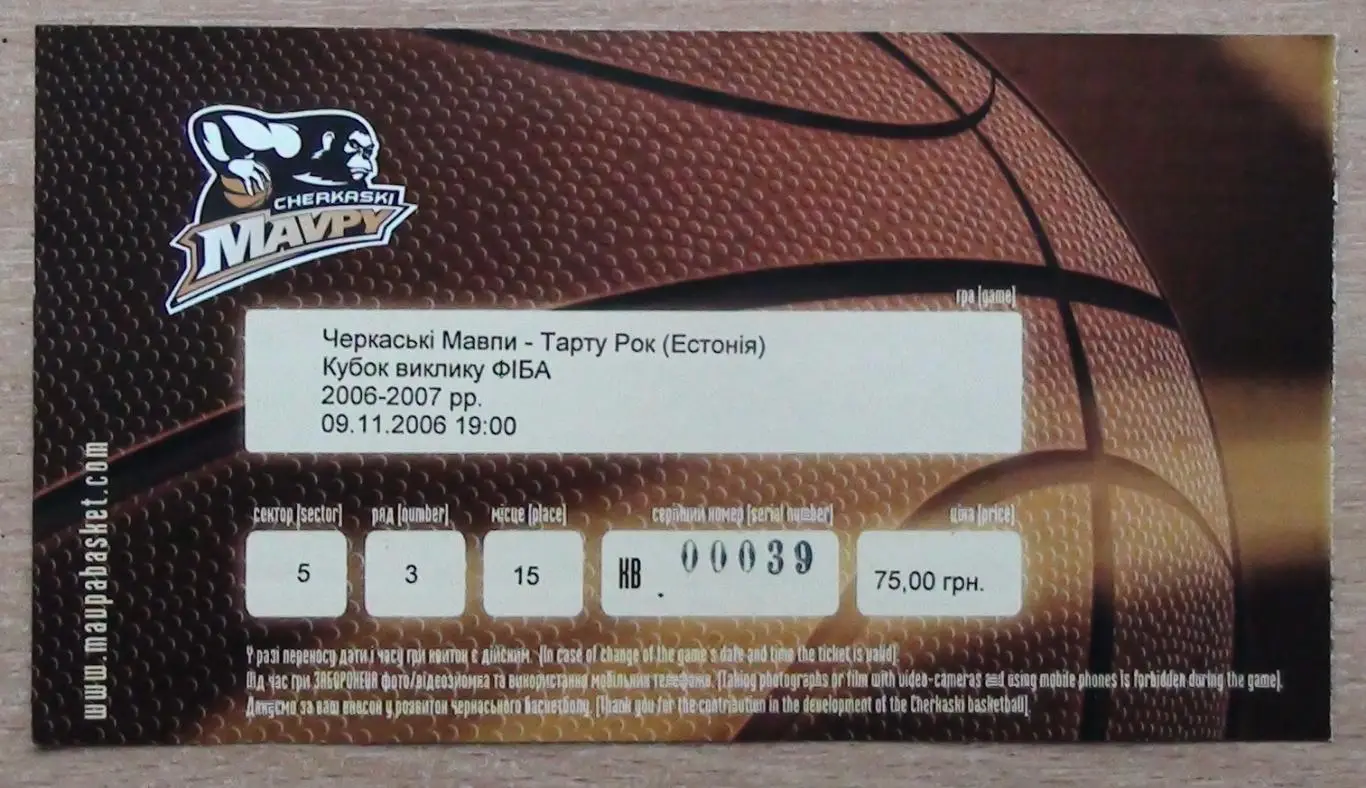 CHERKASKI
MAVPY
гра [game]
Черкаські Мавпи - Тарту Рок (Естонія)
Кубок виклику ФІБА
2006-2007 рр.
09.11.2006 19:00
www.maupabasket.com
сектор [sector] ряд [number] місце [place] серійний номер [serial number] ціна [price]
5 3 15 КВ 00039 75,00 грн.
У разі переносу дати і часу гри квиток є дійсним. [In case of change of the game's date and time the ticket is valid]
Під час гри ЗАБОРОНЕНА фото/відеозйомка та використання мобільних телефонів. [Taking photographs or film with video-cameras and using mobile phones is forbidden during the game].
Дякуємо за ваш внесок у розвиток черкаського баскетболу. [Thank you for the contribution in the development of the Cherkaski basketball].